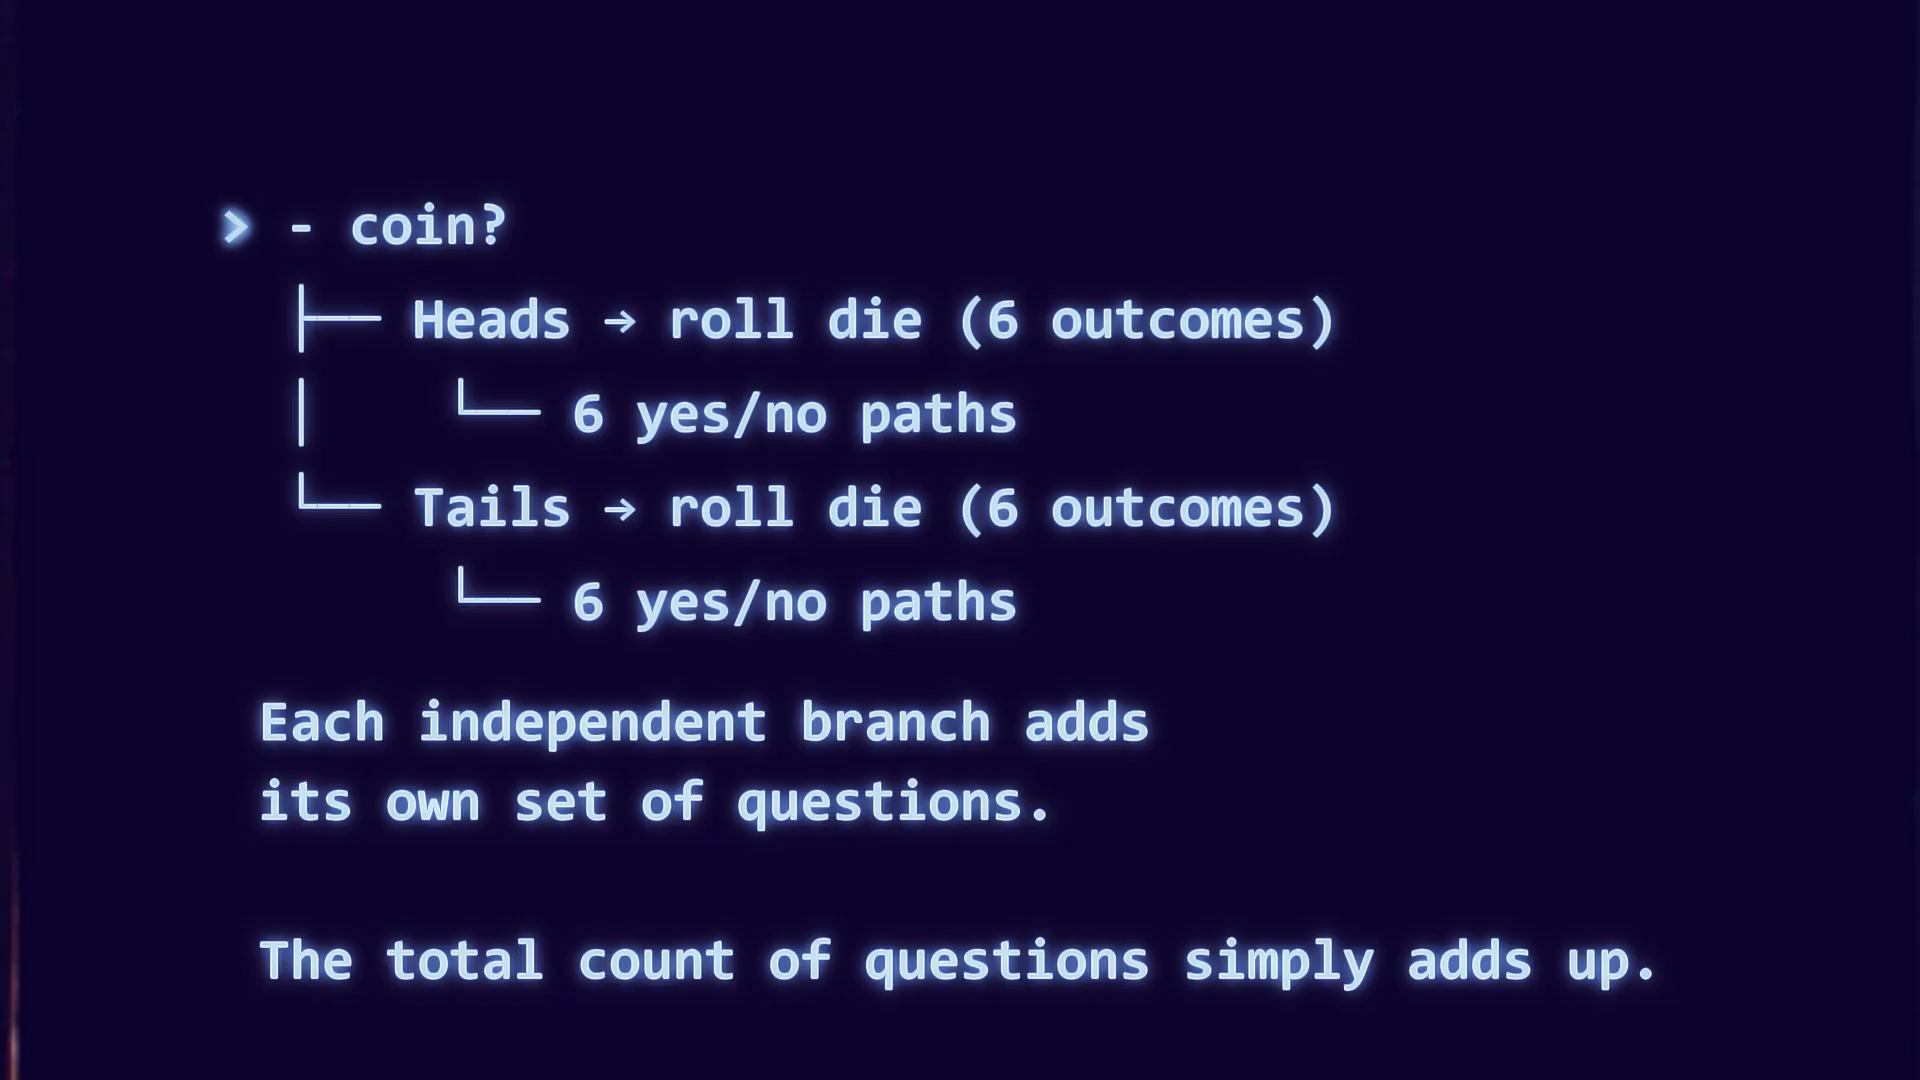 > - coin?
├── Heads → roll die (6 outcomes)
│    └── 6 yes/no paths
└── Tails → roll die (6 outcomes)
     └── 6 yes/no paths
Each independent branch adds
its own set of questions.
The total count of questions simply adds up.